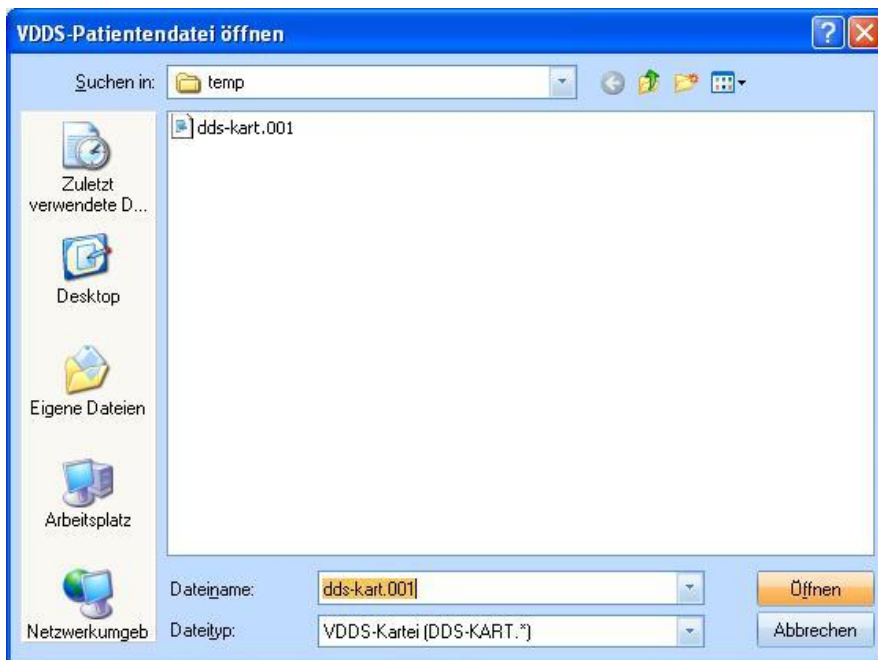 VDDS-Patientendatei öffnen
Suchen in: temp
dds-kart.001
Zuletzt
verwendete D...
Desktop
Eigene Dateien
Arbeitsplatz
Netzwerkumgeb
Dateiname: dds-kart.001 Öffnen
Dateityp: VDDS-Kartei (DDS-KART.*) Abbrechen